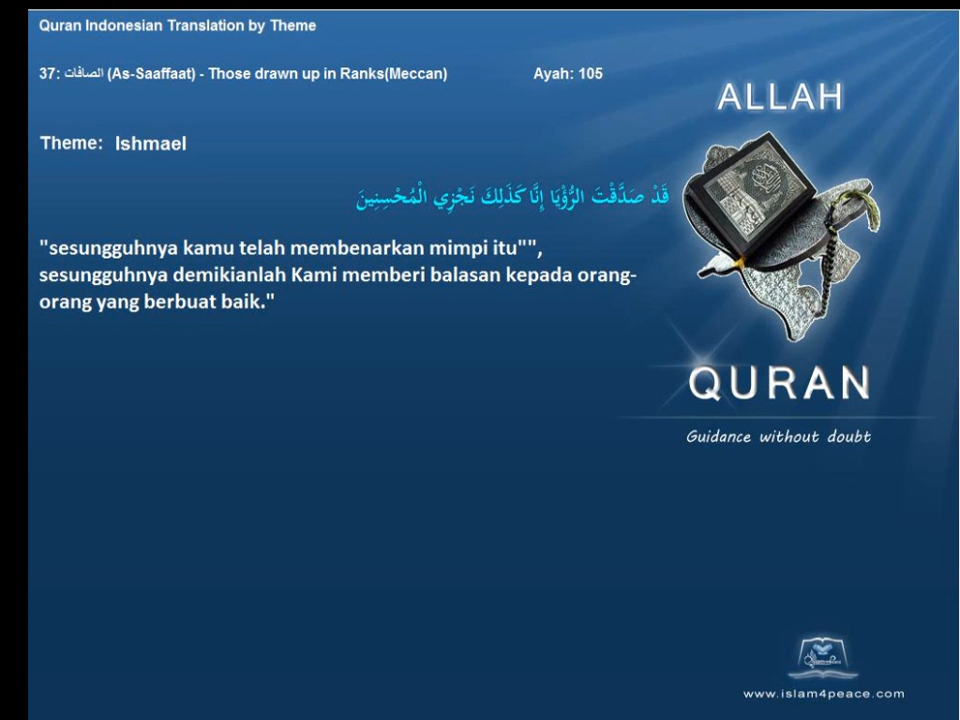 Quran Indonesian Translation by Theme
37: الصافات (As-Saaffaat) - Those drawn up in Ranks(Meccan) Ayah: 105
ALLAH
Theme: Ishmael
قَدْ صَدَّقْتَ الرُّؤْيَا إِنَّا كَذَلِكَ نَجْزِي الْمُحْسِنِينَ
"sesungguhnya kamu telah membenarkan mimpi itu"",
sesungguhnya demikianlah Kami memberi balasan kepada orang-
orang yang berbuat baik."
QURAN
Guidance without doubt
www.islam4peace.com